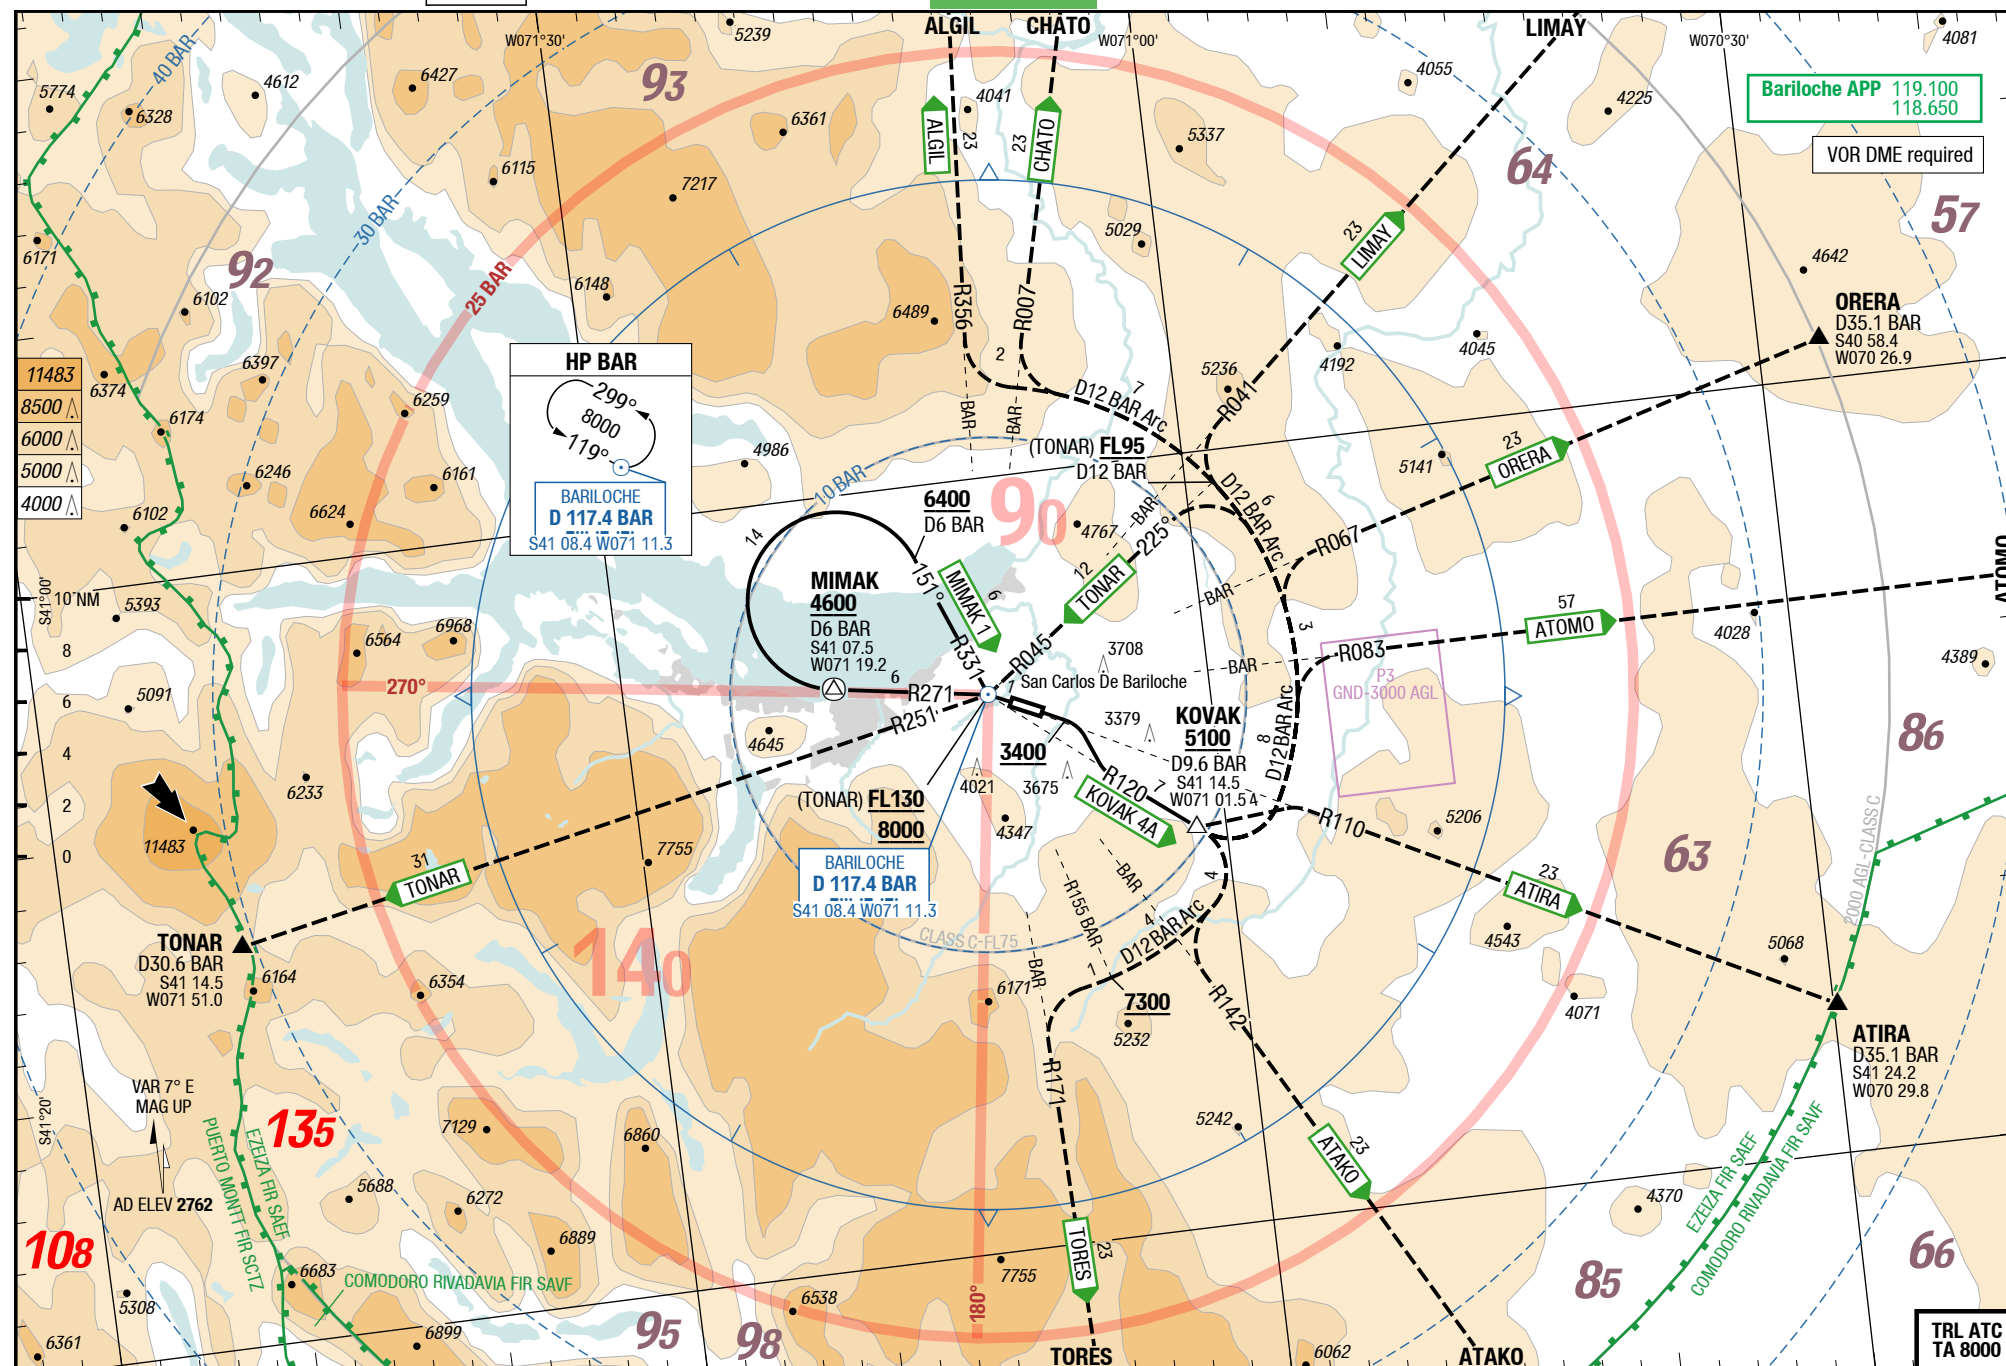 ALGIL
CHATO
LIMAY
W071°30'
W071°00'
W070°30'
5239
4081
40 BAR
4612
6427
93
4055
Bariloche APP 119.100
118.650
5774
6328
4041
4225
6361
ALGIL
23
23
CHATO
5337
VOR DME required
6115
7217
64
57
30 BAR
6171
92
5029
23
LIMAY
4642
25 BAR
6102
6148
6489
R356
R007
ORERA
D35.1 BAR
S40 58.4
W070 26.9
4045
4192
2
HP BAR
299°
8000
119°
BARILOCHE
D 117.4 BAR
S41 08.4 W071 11.3
11483
8500
6000
5000
4000
6374
6397
6259
6174
5236
R041
7
D12 BAR Arc
BAR
BAR
(TONAR) FL95
D12 BAR
4986
5141
23
ORERA
6246
6161
10 BAR
6400
D6 BAR
90
4767
BAR
225°
6
D12 BAR Arc
R067
6624
6102
14
151°
MIMAK 1
6
12
TONAR
BAR
ATOMO
S41°00'
10 NM
8
6
4
2
0
5393
MIMAK
4600
D6 BAR
S41 07.5
W071 19.2
57
ATOMO
4028
6564
6968
R331
R045
3708
3
BAR
R083
P3
GND-3000 AGL
4389
5091
270°
6
R271
1
San Carlos De Bariloche
R251
4645
3379
KOVAK
5100
D9.6 BAR
S41 14.5
W071 01.5
4
8
D12 BAR Arc
86
3400
6233
4021
3675
R120
7
KOVAK 4A
(TONAR) FL130
8000
4347
R110
5206
11483
7755
63
31
TONAR
BARILOCHE
D 117.4 BAR
S41 08.4 W071 11.3
BAR
4
23
ATIRA
2000 AGL-CLASS C
R155 BAR
4
D12 BAR Arc
CLASS C-FL75
4543
5068
TONAR
D30.6 BAR
S41 14.5
W071 51.0
6164
6354
140
BAR
1
6171
7300
5232
R142
4071
ATIRA
D35.1 BAR
S41 24.2
W070 29.8
VAR 7° E
MAG UP
R171
S41°20'
135
7129
6860
5242
23
ATAKO
EZEIZA FIR SAEF
PUERTO MONTT FIR SCTZ
AD ELEV 2762
5688
6272
4370
EZEIZA FIR SAEF
COMODORO RIVADAVIA FIR SAVF
108
6889
TORES
23
7755
66
6683
COMODORO RIVADAVIA FIR SAVF
85
5308
180°
6538
95
98
6361
6899
TORES
6062
ATAKO
TRL ATC
TA 8000